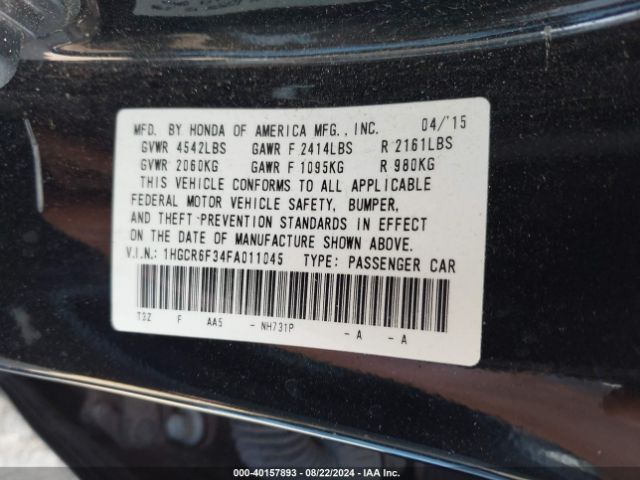 MFD. BY HONDA OF AMERICA MFG., INC. 04/'15
GVWR 4542LBS GAWR F 2414LBS R 2161LBS
GVWR 2060KG GAWR F 1095KG R 980KG
THIS VEHICLE CONFORMS TO ALL APPLICABLE
FEDERAL MOTOR VEHICLE SAFETY, BUMPER,
AND THEFT-PREVENTION STANDARDS IN EFFECT
ON THE DATE OF MANUFACTURE SHOWN ABOVE.
V.I.N.: 1HGCR6F34FA011045 TYPE: PASSENGER CAR
T3Z F AA5 - NH731P - A - A
000-40157893 - 08/22/2024 - IAA Inc.